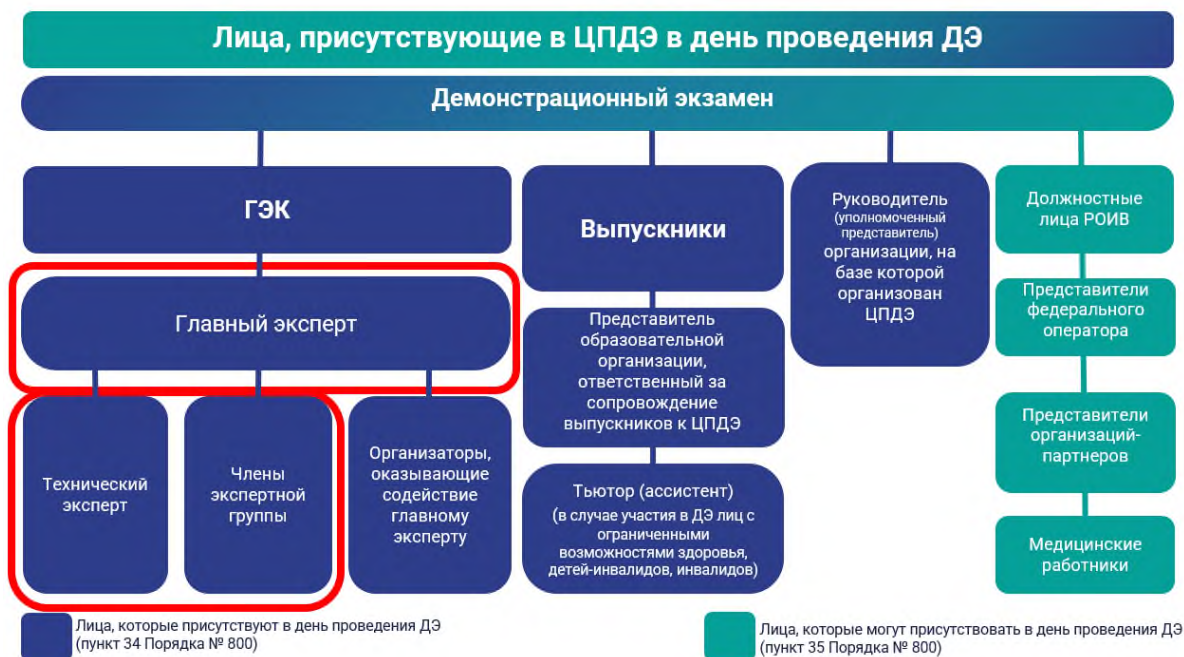 Лица, присутствующие в ЦПДЭ в день проведения ДЭ
Демонстрационный экзамен
ГЭК
Главный эксперт
Технический
эксперт
Члены
экспертной
группы
Организаторы,
оказывающие
содействие
главному
эксперту
Выпускники
Представитель
образовательной
организации,
ответственный за
сопровождение
выпускников к ЦПДЭ
Тьютор (ассистент)
(в случае участия в ДЭ лиц с
ограниченными
возможностями здоровья,
детей-инвалидов, инвалидов)
Руководитель
(уполномоченный
представитель)
организации, на
базе которой
организован
ЦПДЭ
Должностные
лица РОИВ
Представители
федерального
оператора
Представители
организаций-
партнеров
Медицинские
работники
Лица, которые присутствуют в день проведения ДЭ
(пункт 34 Порядка № 800)
Лица, которые могут присутствовать в день проведения ДЭ
(пункт 35 Порядка № 800)